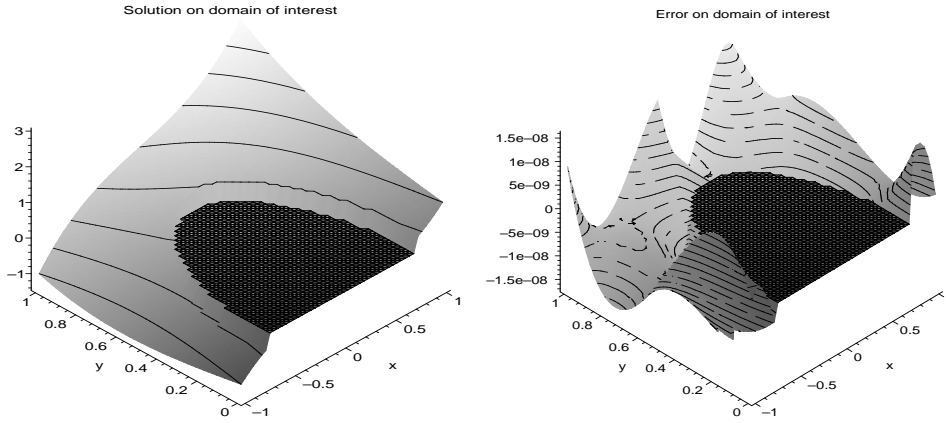 Solution on domain of interest
3
2
1
0
−1
1
0.8
0.6
0.4
0.2
0
y
−1
−0.5
0
0.5
1
x
Error on domain of interest
1.5e−08
1e−08
5e−09
0
−5e−09
−1e−08
−1.5e−08
1
0.8
0.6
0.4
0.2
0
y
−1
−0.5
0
0.5
x